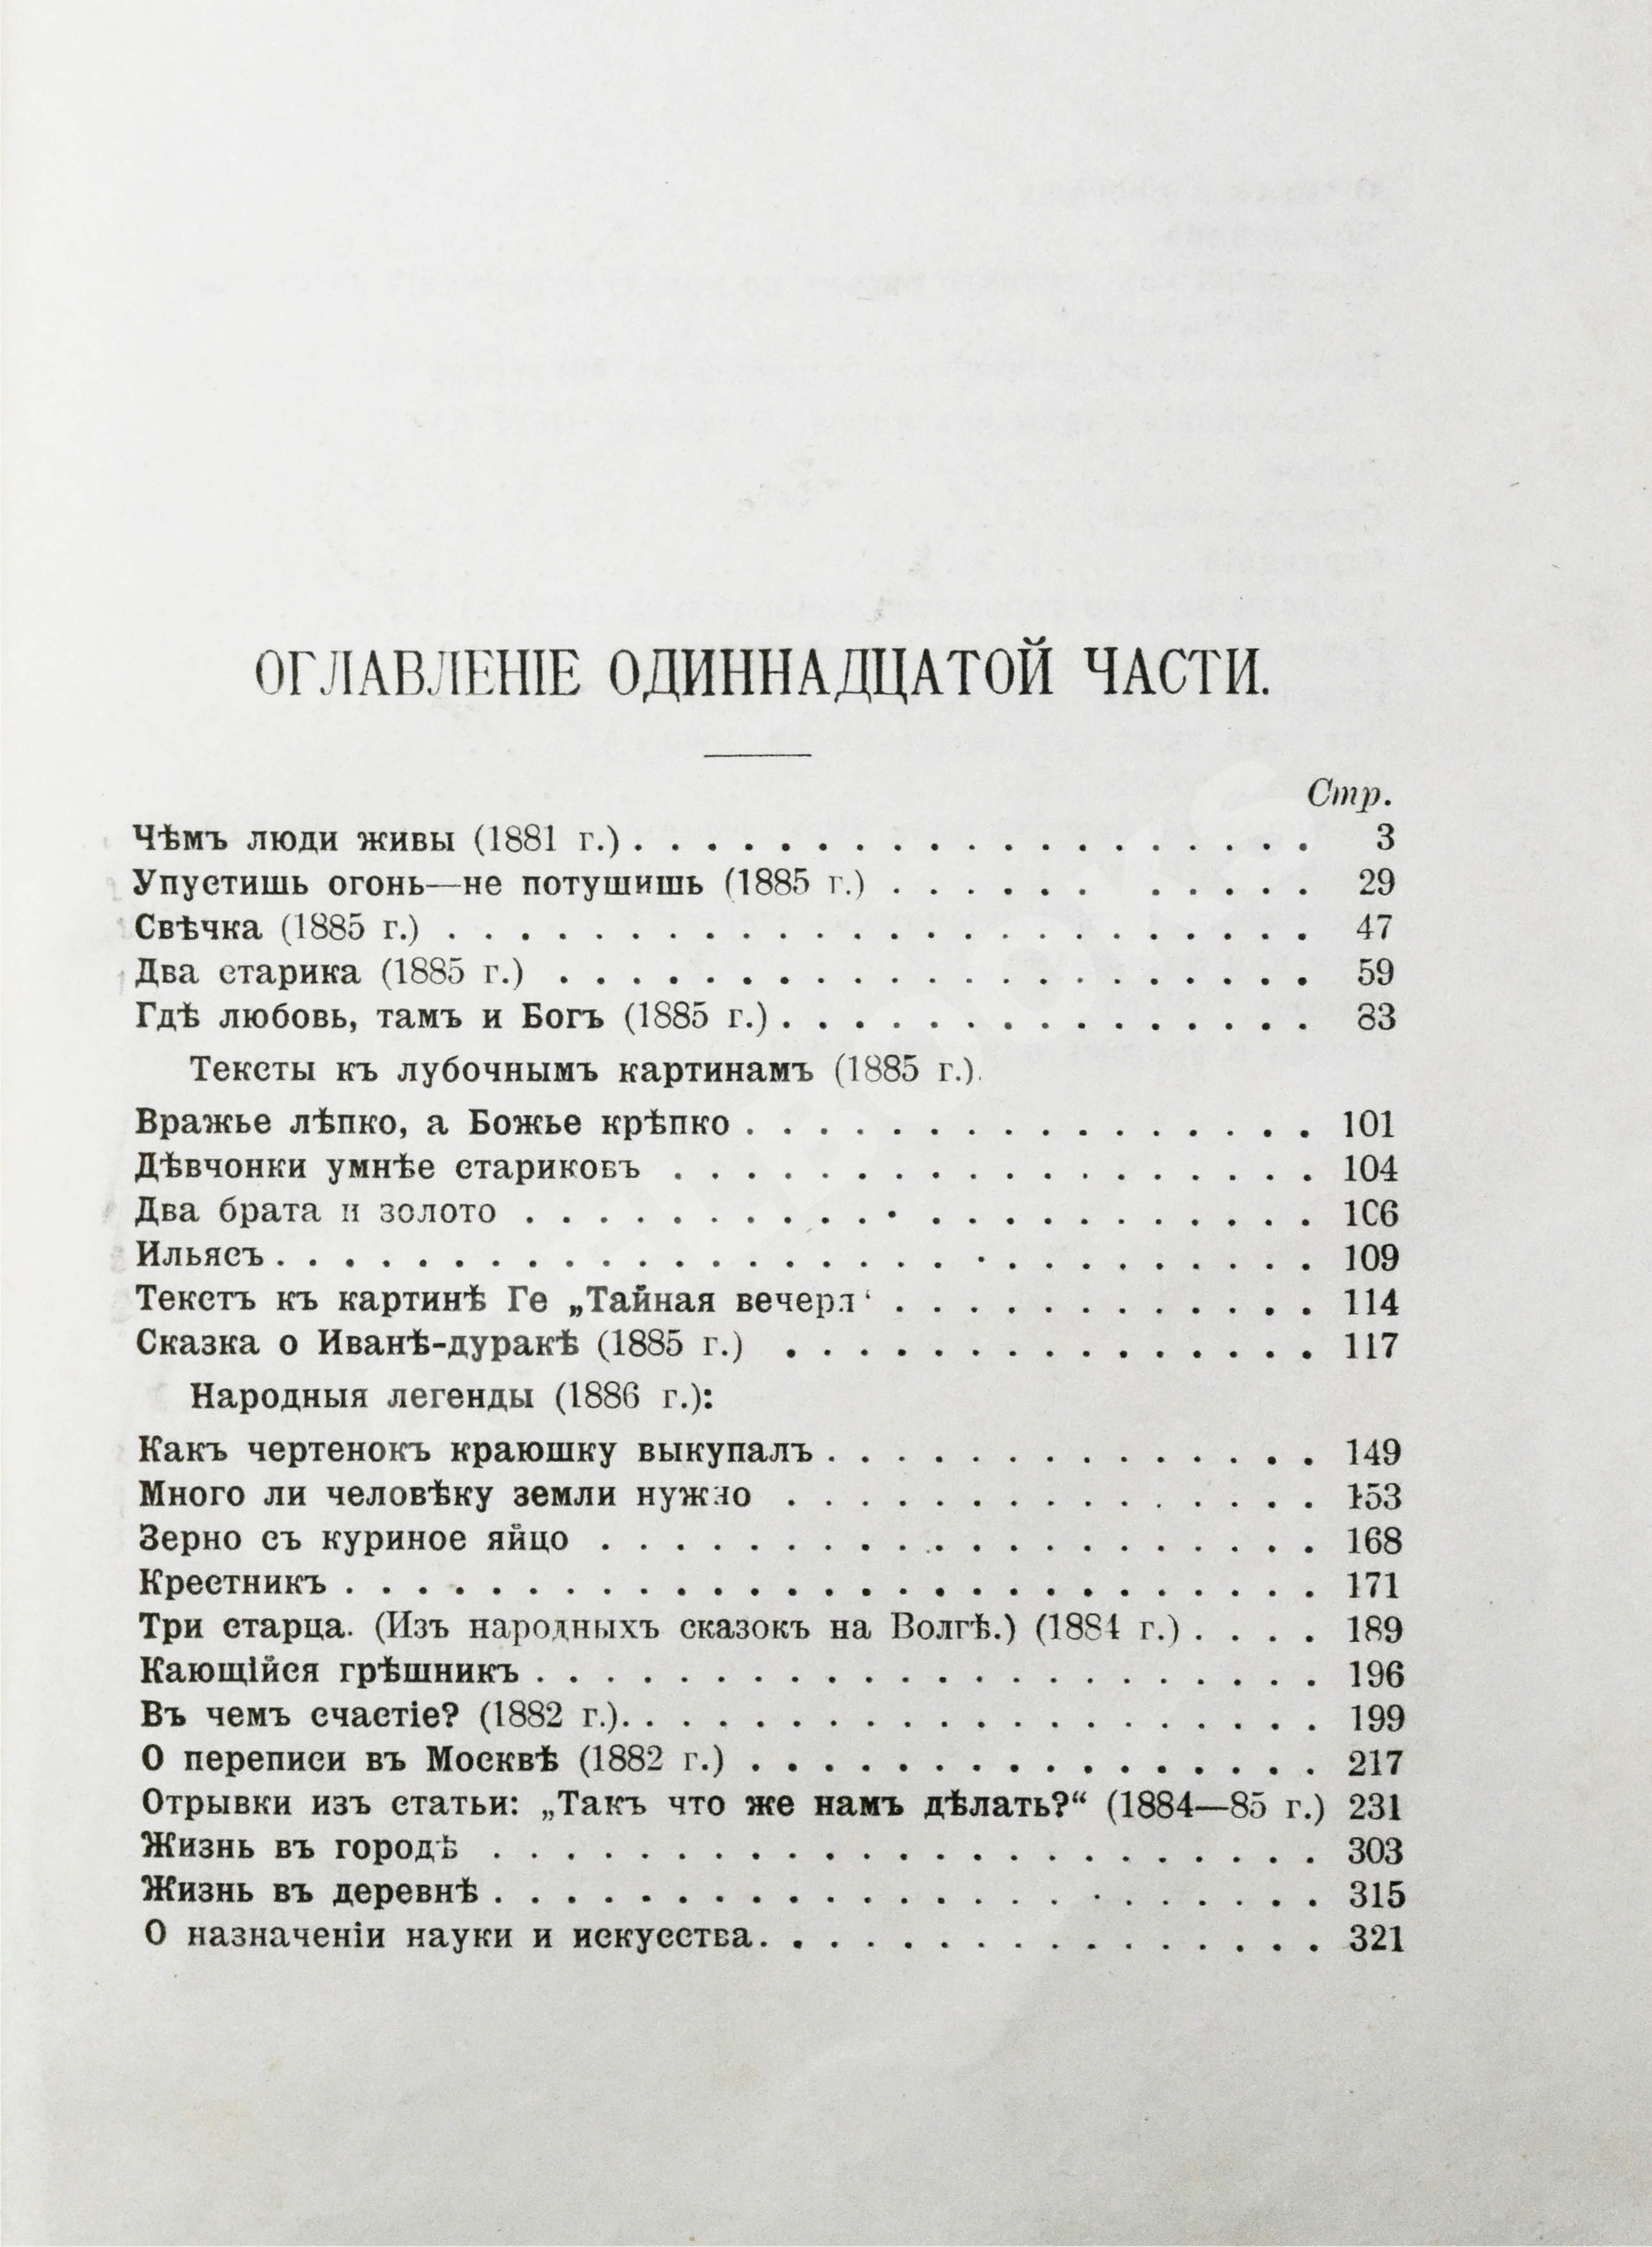 ОГЛАВЛЕНІЕ ОДИННАДЦАТОЙ ЧАСТИ.
Стр.
Чѣмъ люди живы (1881 г.) . . . . . . . . . . . . . . . . . . . 3
Упустишь огонь—не потушишь (1885 г.) . . . . . . . . . . . 29
Свѣчка (1885 г.) . . . . . . . . . . . . . . . . . . . . . . . . 47
Два старика (1885 г.) . . . . . . . . . . . . . . . . . . . . . 59
Гдѣ любовь, тамъ и Богъ (1885 г.) . . . . . . . . . . . . . . . 83
Тексты къ лубочнымъ картинамъ (1885 г.).
Вражье лѣпко, а Божье крѣпко . . . . . . . . . . . . . . . . 101
Дѣвчонки умнѣе стариковъ . . . . . . . . . . . . . . . . . . 104
Два брата и золото . . . . . . . . . . . . . . . . . . . . . . 106
Ильясъ . . . . . . . . . . . . . . . . . . . . . . . . . . . . . 109
Текстъ къ картинѣ Ге „Тайная вечеря“ . . . . . . . . . . . . 114
Сказка о Иванѣ-дуракѣ (1885 г.) . . . . . . . . . . . . . . . 117
Народныя легенды (1886 г.):
Какъ чертенокъ краюшку выкупалъ . . . . . . . . . . . . . . 149
Много ли человѣку земли нужно . . . . . . . . . . . . . . . 153
Зерно съ куриное яйцо . . . . . . . . . . . . . . . . . . . . 168
Крестникъ . . . . . . . . . . . . . . . . . . . . . . . . . . . 171
Три старца. (Изъ народныхъ сказокъ на Волгѣ.) (1884 г.) . . . . 189
Кающійся грѣшникъ . . . . . . . . . . . . . . . . . . . . . . 196
Въ чемъ счастіе? (1882 г.). . . . . . . . . . . . . . . . . . . . 199
О переписи въ Москвѣ (1882 г.) . . . . . . . . . . . . . . . . 217
Отрывки изъ статьи: „Такъ что же намъ дѣлать?“ (1884—85 г.) 231
Жизнь въ городѣ . . . . . . . . . . . . . . . . . . . . . . . 303
Жизнь въ деревнѣ . . . . . . . . . . . . . . . . . . . . . . . 315
О назначеніи науки и искусства. . . . . . . . . . . . . . . . 321